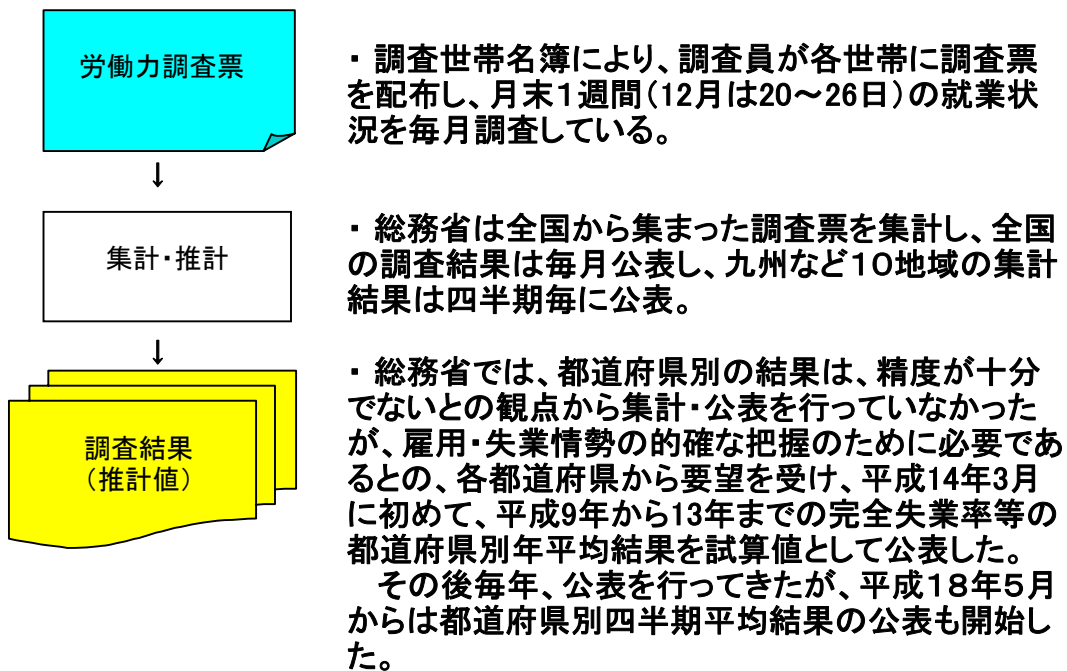 労働力調査票
・ 調査世帯名簿により、調査員が各世帯に調査票
を配布し、月末1週間(12月は20~26日)の就業状
況を毎月調査している。
↓
集計・推計
・ 総務省は全国から集まった調査票を集計し、全国
の調査結果は毎月公表し、九州など10地域の集計
結果は四半期毎に公表。
↓
調査結果
(推計値)
・ 総務省では、都道府県別の結果は、精度が十分
でないとの観点から集計・公表を行っていなかった
が、雇用・失業情勢の的確な把握のために必要であ
るとの、各都道府県から要望を受け、平成14年3月
に初めて、平成9年から13年までの完全失業率等の
都道府県別年平均結果を試算値として公表した。
その後毎年、公表を行ってきたが、平成18年5月
からは都道府県別四半期平均結果の公表も開始し
た。